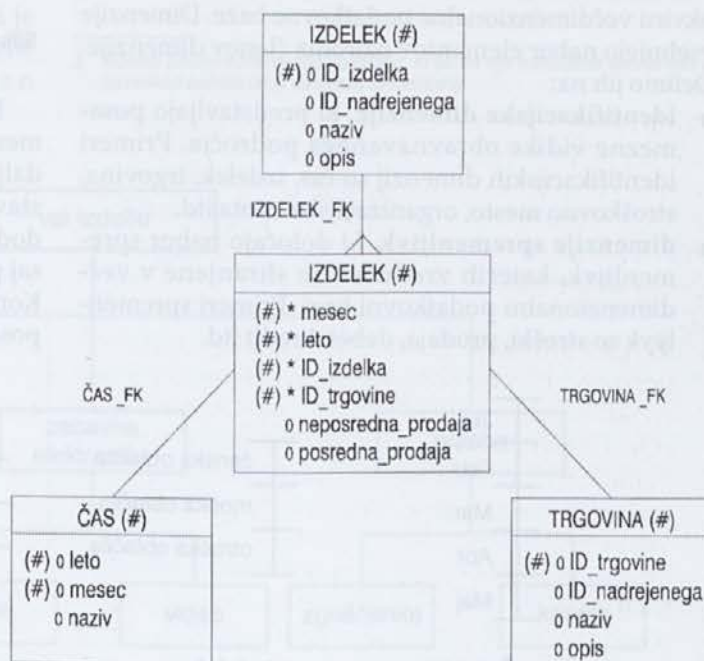 IZDELEK (#)
(#) o ID_izdelka
o ID_nadrejenega
o naziv
o opis
IZDELEK_FK
IZDELEK (#)
(#) * mesec
(#) * leto
(#) * ID_izdelka
(#) * ID_trgovine
o neposredna_prodaja
o posredna_prodaja
ČAS_FK
TRGOVINA_FK
ČAS (#)
(#) o leto
(#) o mesec
o naziv
TRGOVINA (#)
(#) o ID_trgovine
o ID_nadrejenega
o naziv
o opis